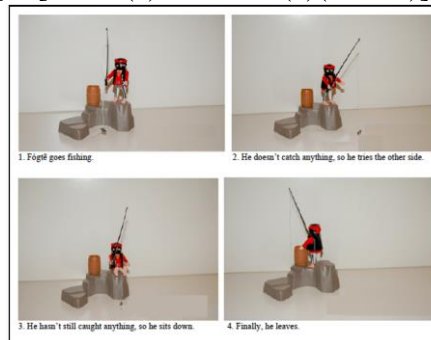 1. Fógtě goes fishing.
2. He doesn't catch anything, so he tries the other side.
3. He hasn't still caught anything, so he sits down.
4. Finally, he leaves.